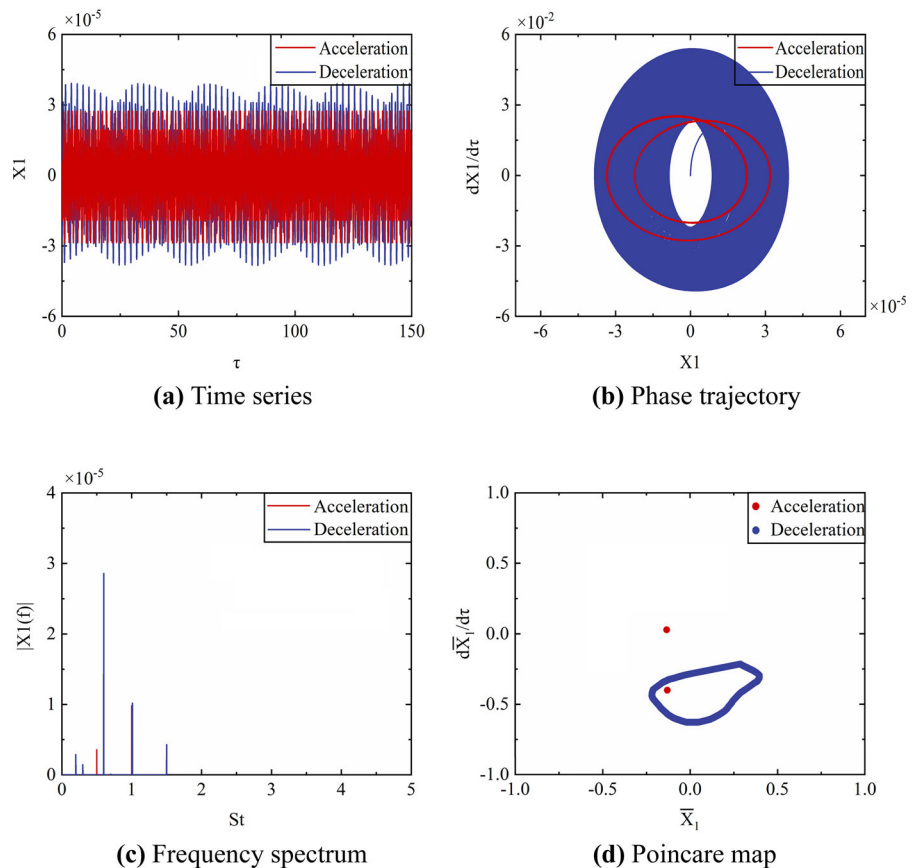 ×10⁻⁵
6
3
0
-3
-6
X1
Acceleration
Deceleration
0
50
100
150
τ
(a) Time series
×10⁻²
6
4
2
0
-2
-4
-6
dX1/dτ
Acceleration
Deceleration
-6
-3
0
3
6
×10⁻⁵
X1
(b) Phase trajectory
×10⁻⁵
4
3
2
1
0
|X1(f)|
Acceleration
Deceleration
0
1
2
3
4
5
St
(c) Frequency spectrum
1.0
0.5
0.0
-0.5
-1.0
dX̅₁/dτ
Acceleration
Deceleration
-1.0
-0.5
0.0
0.5
1.0
X̅₁
(d) Poincare map